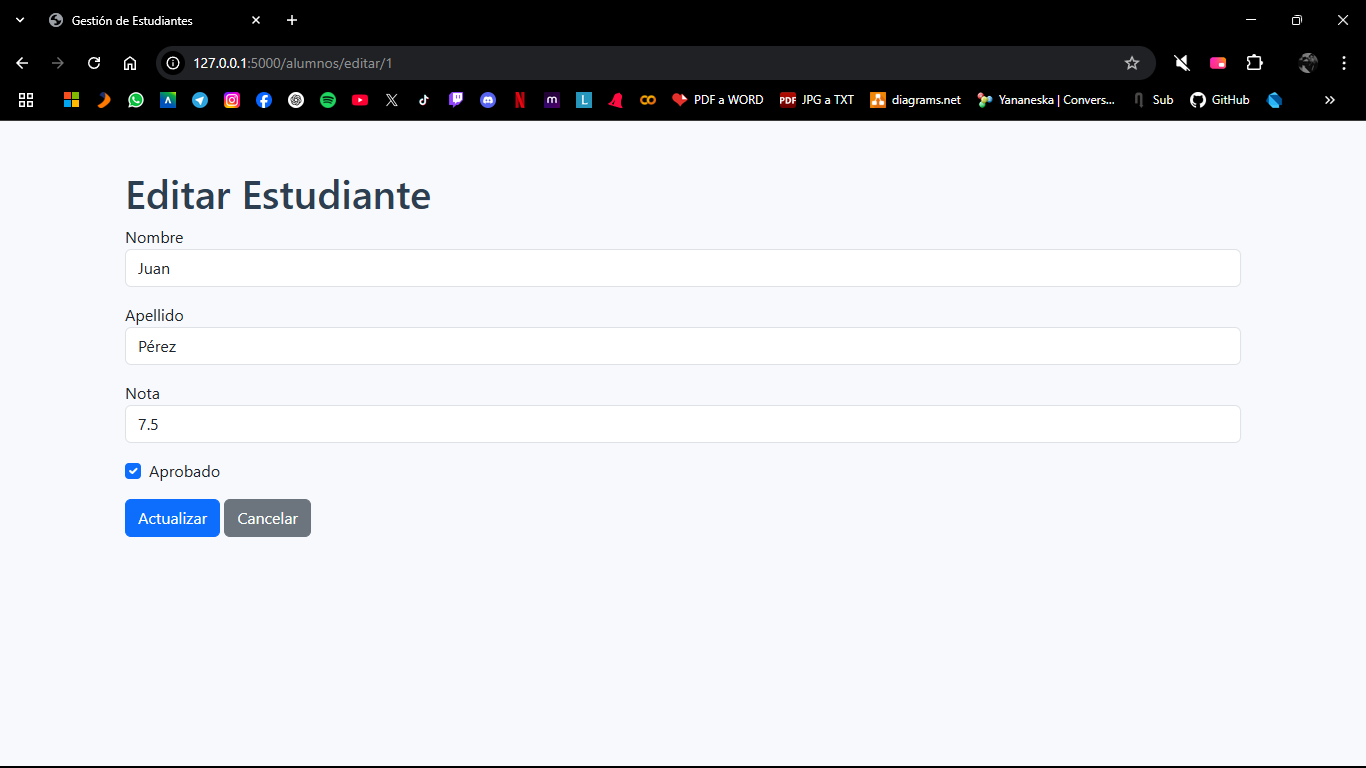 Gestión de Estudiantes
127.0.0.1:5000/alumnos/editar/1
PDF a WORD
PDF JPG a TXT
diagrams.net
Yananeska | Convers...
Sub
GitHub
Editar Estudiante
Nombre
Juan
Apellido
Pérez
Nota
7.5
Aprobado
Actualizar Cancelar